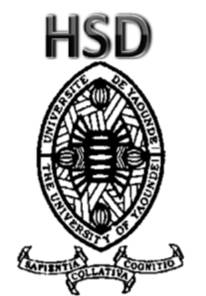 HSD
UNIVERSITE DE YAOUNDE I
THE UNIVERSITY OF YAOUNDE I
SAPIENTIA
COLLATIVA
COGNITIO